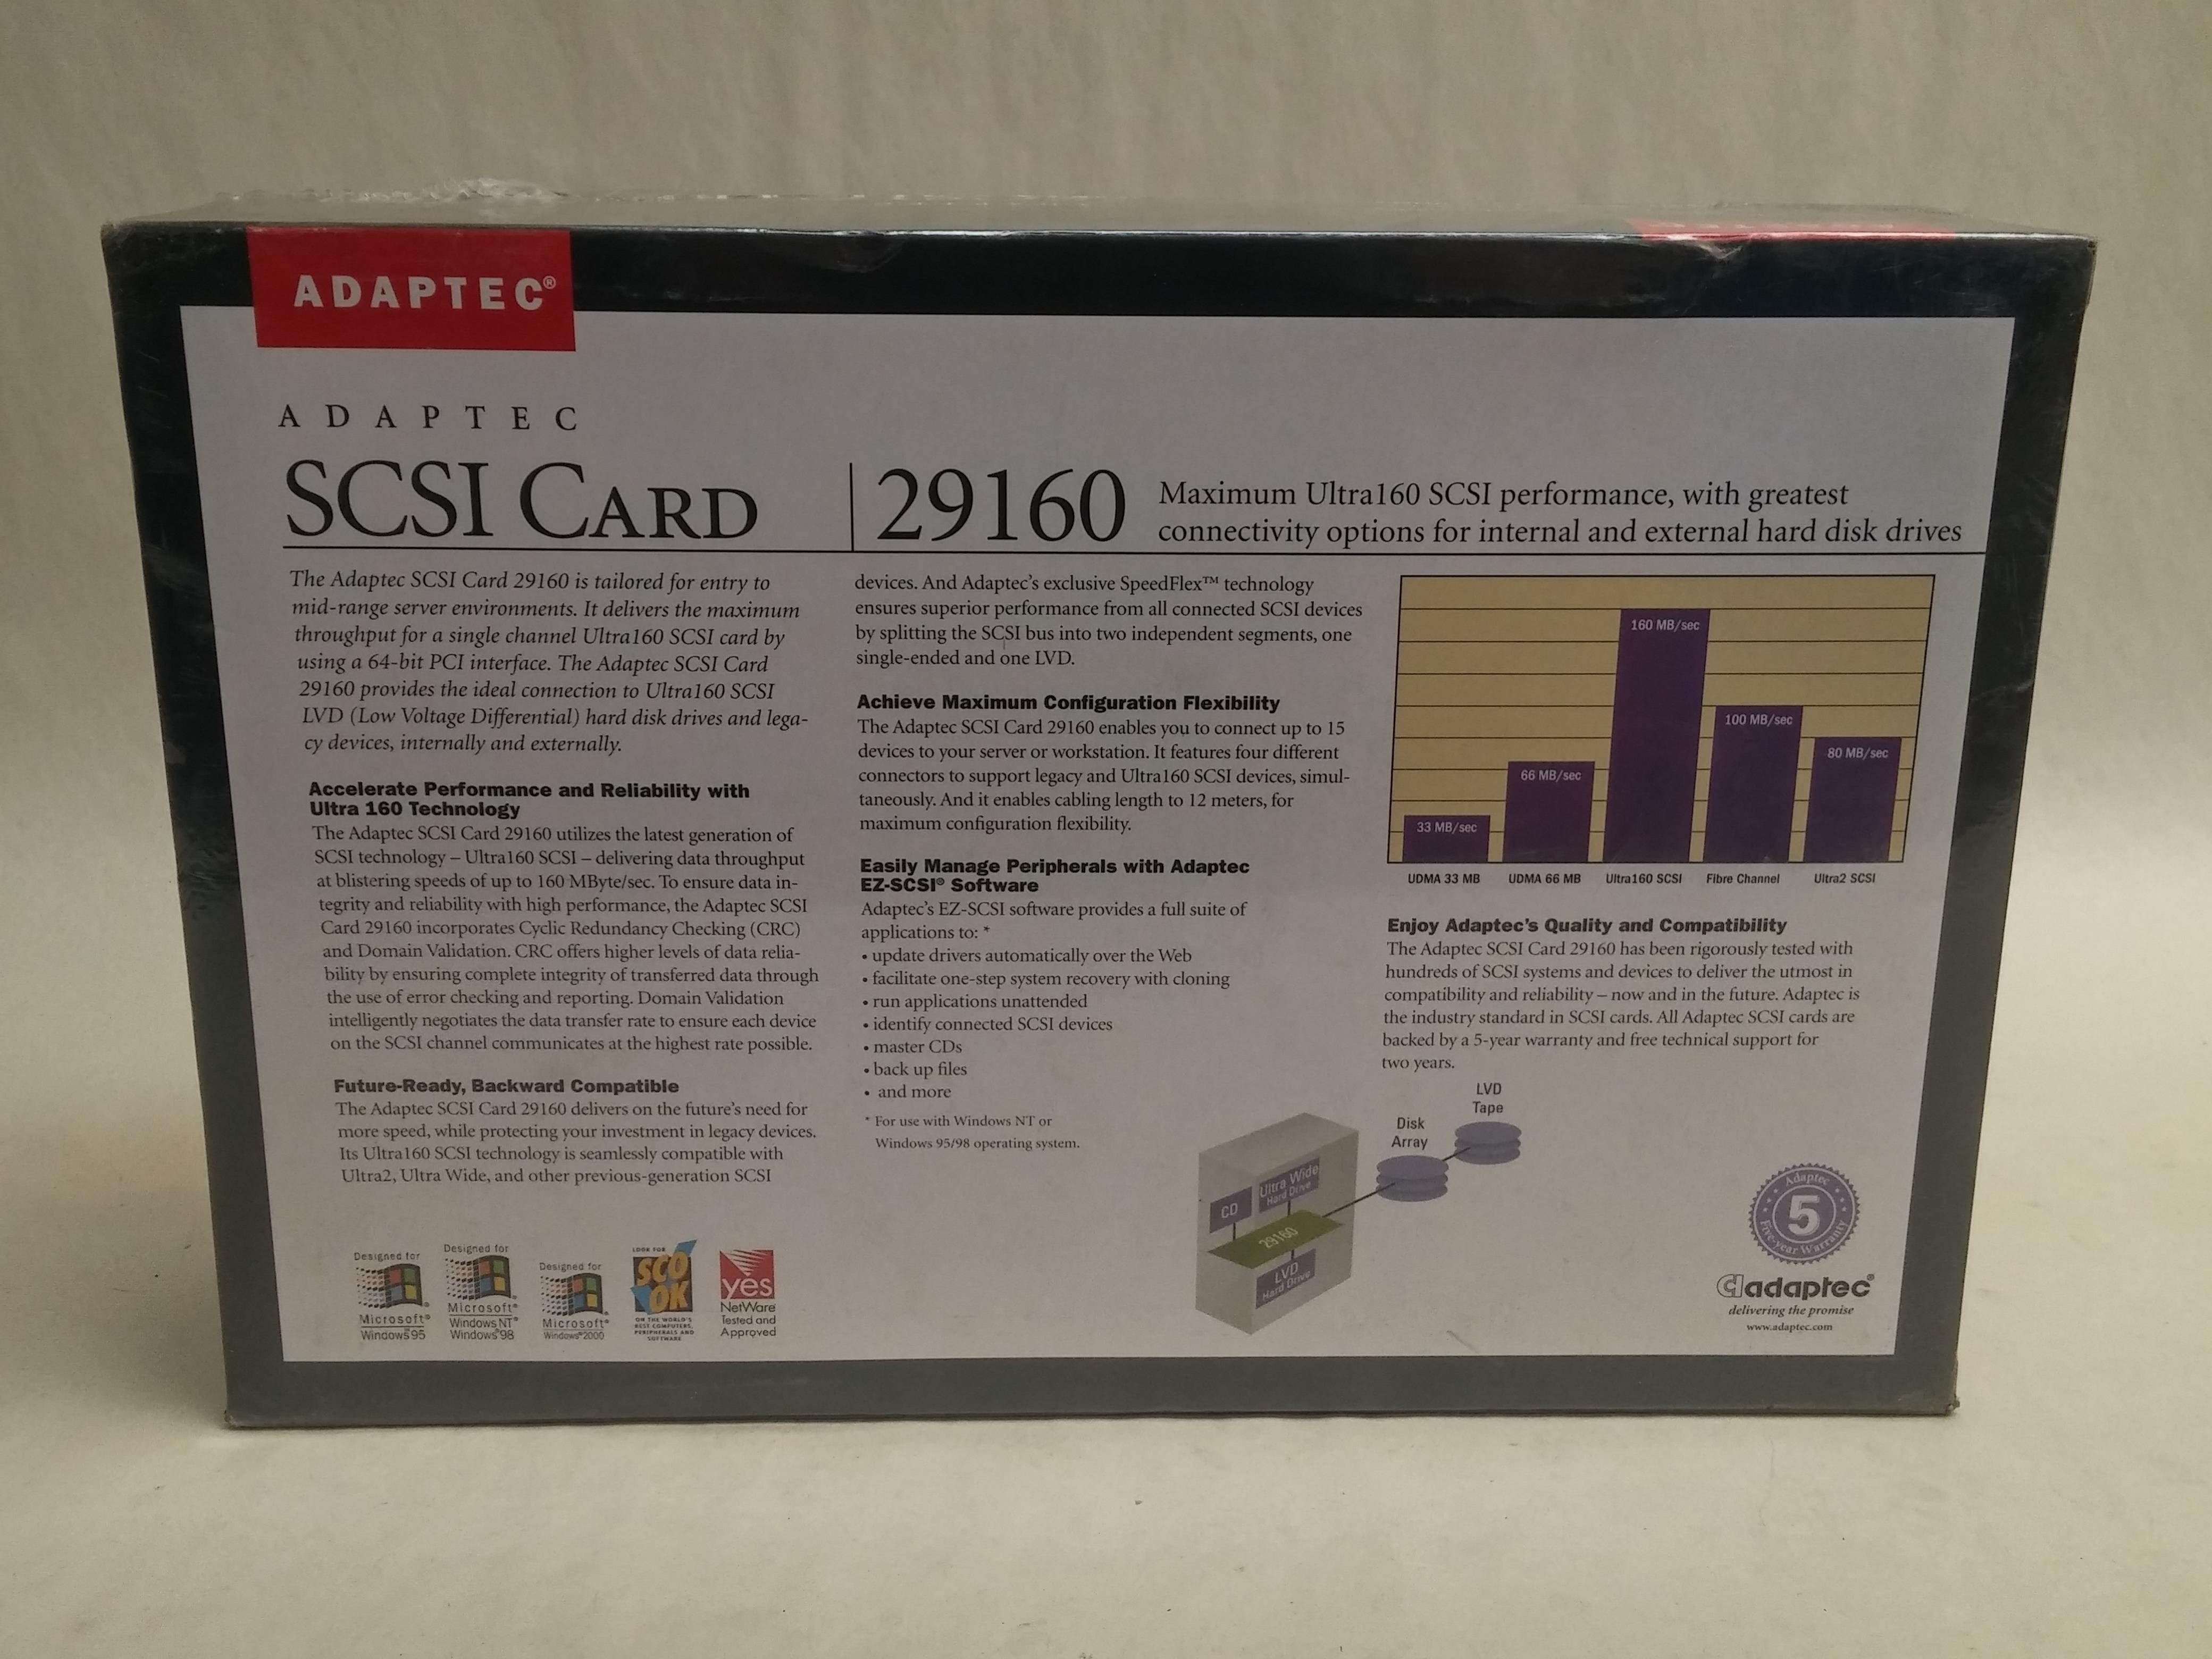 ADAPTEC®
ADAPTEC
SCSI CARD
29160
Maximum Ultra160 SCSI performance, with greatest
connectivity options for internal and external hard disk drives
The Adaptec SCSI Card 29160 is tailored for entry to
mid-range server environments. It delivers the maximum
throughput for a single channel Ultra160 SCSI card by
using a 64-bit PCI interface. The Adaptec SCSI Card
29160 provides the ideal connection to Ultra160 SCSI
LVD (Low Voltage Differential) hard disk drives and lega-
cy devices, internally and externally.
Accelerate Performance and Reliability with
Ultra 160 Technology
The Adaptec SCSI Card 29160 utilizes the latest generation of
SCSI technology – Ultra160 SCSI – delivering data throughput
at blistering speeds of up to 160 MByte/sec. To ensure data in-
tegrity and reliability with high performance, the Adaptec SCSI
Card 29160 incorporates Cyclic Redundancy Checking (CRC)
and Domain Validation. CRC offers higher levels of data relia-
bility by ensuring complete integrity of transferred data through
the use of error checking and reporting. Domain Validation
intelligently negotiates the data transfer rate to ensure each device
on the SCSI channel communicates at the highest rate possible.
Future-Ready, Backward Compatible
The Adaptec SCSI Card 29160 delivers on the future's need for
more speed, while protecting your investment in legacy devices.
Its Ultra160 SCSI technology is seamlessly compatible with
Ultra2, Ultra Wide, and other previous-generation SCSI
devices. And Adaptec's exclusive SpeedFlex™ technology
ensures superior performance from all connected SCSI devices
by splitting the SCSI bus into two independent segments, one
single-ended and one LVD.
Achieve Maximum Configuration Flexibility
The Adaptec SCSI Card 29160 enables you to connect up to 15
devices to your server or workstation. It features four different
connectors to support legacy and Ultra160 SCSI devices, simul-
taneously. And it enables cabling length to 12 meters, for
maximum configuration flexibility.
Easily Manage Peripherals with Adaptec
EZ-SCSI® Software
Adaptec's EZ-SCSI software provides a full suite of
applications to: *
• update drivers automatically over the Web
• facilitate one-step system recovery with cloning
• run applications unattended
• identify connected SCSI devices
• master CDs
• back up files
• and more
* For use with Windows NT or
Windows 95/98 operating system.
160 MB/sec
100 MB/sec
80 MB/sec
66 MB/sec
33 MB/sec
UDMA 33 MB
UDMA 66 MB
Ultra160 SCSI
Fibre Channel
Ultra2 SCSI
Enjoy Adaptec's Quality and Compatibility
The Adaptec SCSI Card 29160 has been rigorously tested with
hundreds of SCSI systems and devices to deliver the utmost in
compatibility and reliability – now and in the future. Adaptec is
the industry standard in SCSI cards. All Adaptec SCSI cards are
backed by a 5-year warranty and free technical support for
two years.
LVD
Tape
Disk
Array
CD
Ultra Wide
Hard Drive
29160
LVD
Hard Drive
Adaptec
5
Five-year Warranty
adaptec®
delivering the promise
www.adaptec.com
Designed for
Microsoft®
Windows®95
Designed for
Microsoft®
Windows NT®
Windows®98
Designed for
Microsoft®
Windows®2000
LOOK FOR
SCO
OK
ON THE WORLD'S
BEST COMPUTERS,
PERIPHERALS AND
SOFTWARE
yes
NetWare
Tested and
Approved